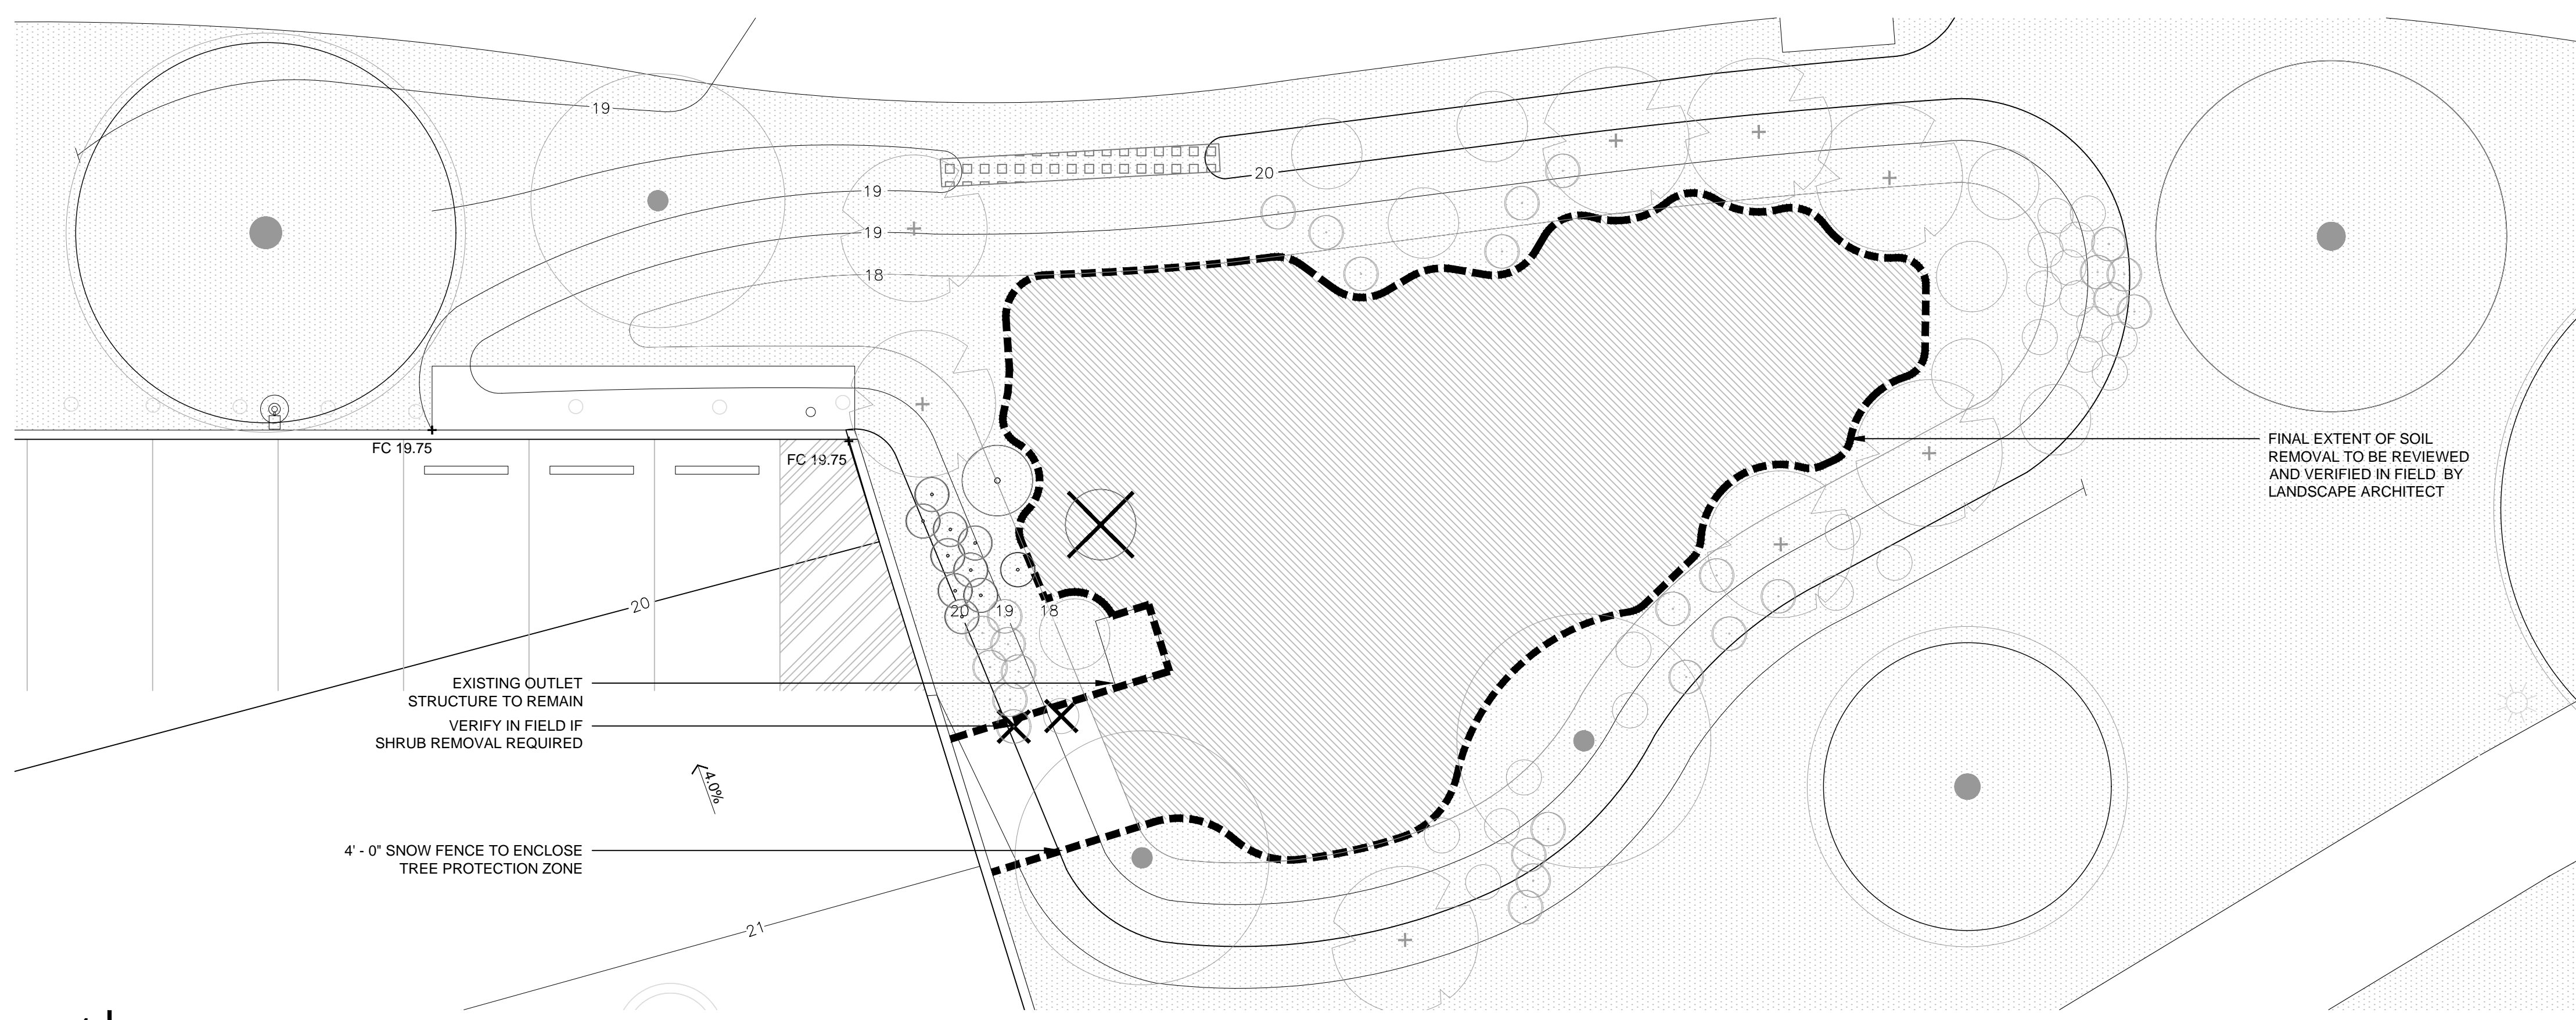 19
19
20
19
18
FC 19.75
FC 19.75
FINAL EXTENT OF SOIL
REMOVAL TO BE REVIEWED
AND VERIFIED IN FIELD BY
LANDSCAPE ARCHITECT
20
20 19 18
EXISTING OUTLET
STRUCTURE TO REMAIN
VERIFY IN FIELD IF
SHRUB REMOVAL REQUIRED
4.0%
4' - 0" SNOW FENCE TO ENCLOSE
TREE PROTECTION ZONE
21